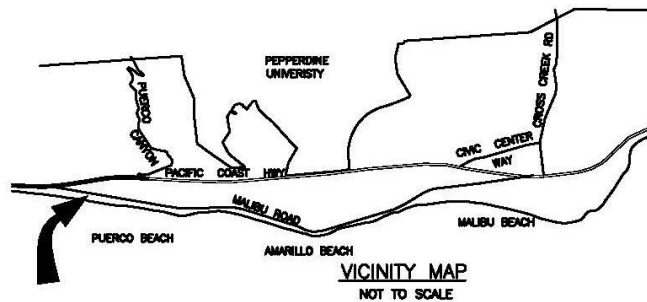 PEPPERDINE
UNIVERISTY
PUERCO
CANYON
CROSS CREEK RD
CIVIC CENTER
WAY
PACIFIC COAST HWY
MALIBU ROAD
PUERCO BEACH
AMARILLO BEACH
MALIBU BEACH
VICINITY MAP
NOT TO SCALE